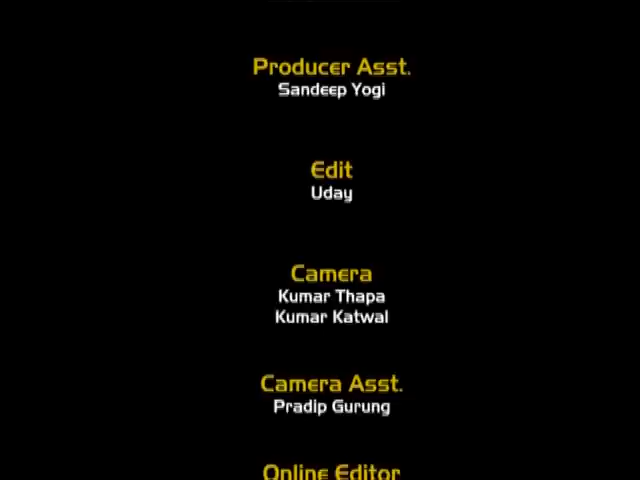 Producer Asst.
Sandeep Yogi
Edit
Uday
Camera
Kumar Thapa
Kumar Katwal
Camera Asst.
Pradip Gurung
Online Editor